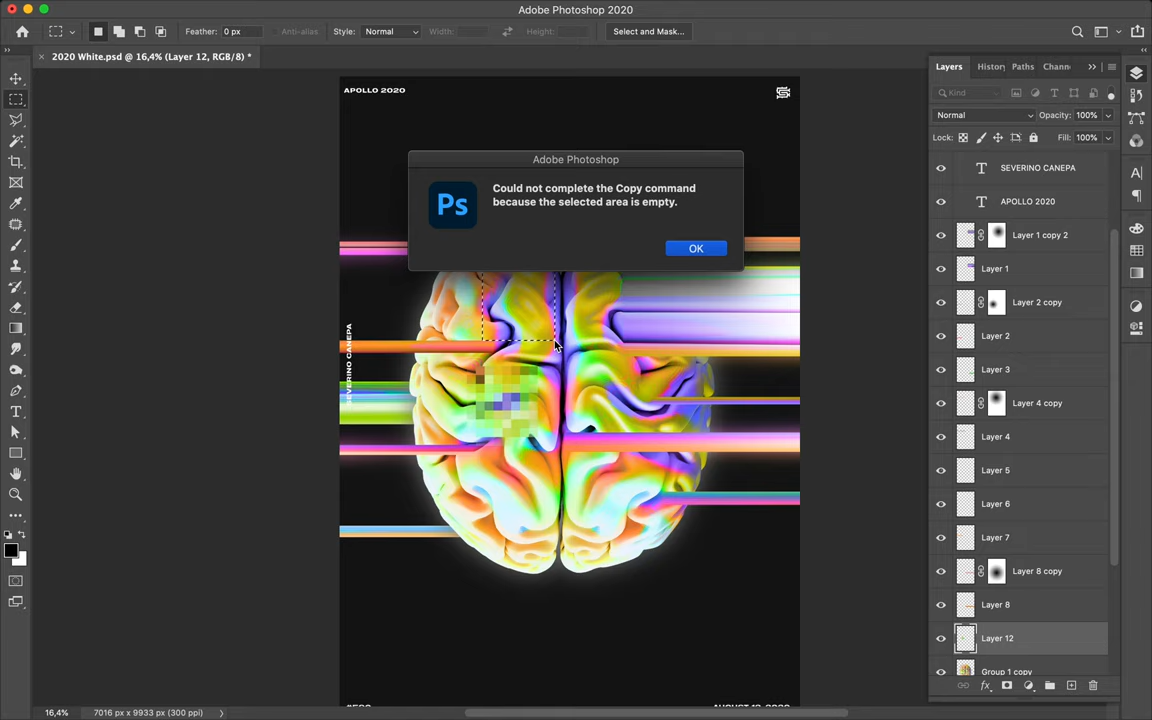 Adobe Photoshop 2020
Feather: 0 px
Anti-alias
Style: Normal
Width:
Height:
Select and Mask...
2020 White.psd @ 16,4% (Layer 12, RGB/8) *
APOLLO 2020
Adobe Photoshop
Ps
Could not complete the Copy command
because the selected area is empty.
OK
SEVERINO CANEPA
Layers
History
Paths
Chann
Kind
Normal
Opacity: 100%
Lock:
Fill: 100%
SEVERINO CANEPA
APOLLO 2020
Layer 1 copy 2
Layer 1
Layer 2 copy
Layer 2
Layer 3
Layer 4 copy
Layer 4
Layer 5
Layer 6
Layer 7
Layer 8 copy
Layer 8
Layer 12
Group 1 copy
fx
16,4%
7016 px x 9933 px (300 ppi)